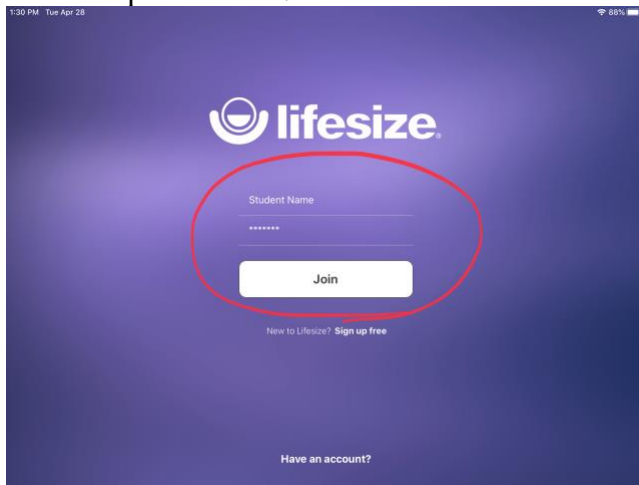 1:30 PM Tue Apr 28 88%
lifesize
Student Name
•••••••
Join
New to Lifesize? Sign up free
Have an account?